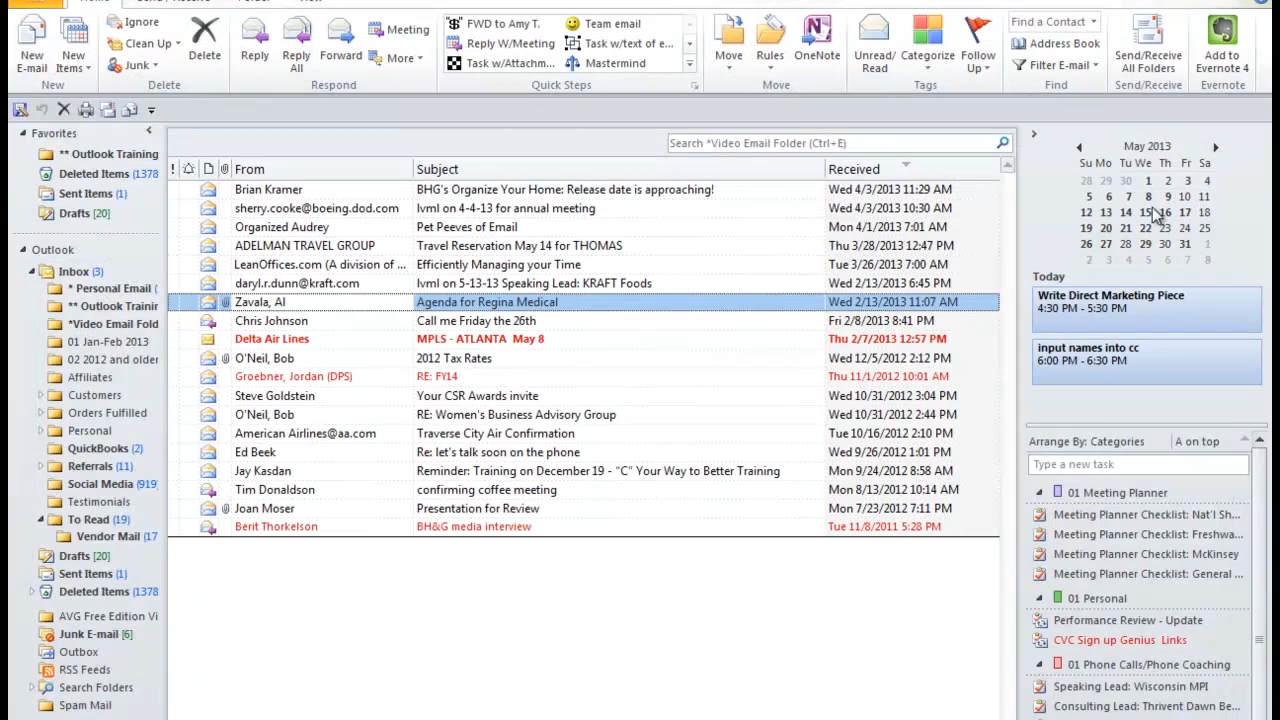 Ignore
Clean Up
Junk
New
E-mail
New
Items
Delete
Reply
Reply
All
Forward
Meeting
More
FWD to Amy T.
Reply W/Meeting
Task w/Attachm...
Team email
Task w/text of e...
Mastermind
Move
Rules
OneNote
Unread/
Read
Categorize
Follow
Up
Find a Contact
Address Book
Filter E-mail
Send/Receive
All Folders
Add to
Evernote 4
New
Delete
Respond
Quick Steps
Move
Tags
Find
Send/Receive
Evernote
Favorites
** Outlook Training
Deleted Items (1378
Sent Items (1)
Drafts [20]
Outlook
Inbox (3)
* Personal Email (
** Outlook Trainir
*Video Email Fold
01 Jan-Feb 2013
02 2012 and older
Affiliates
Customers
Orders Fulfilled
Personal
QuickBooks (2)
Referrals (11)
Social Media (919
Testimonials
To Read (19)
Vendor Mail (17
Drafts [20]
Sent Items (1)
Deleted Items (1378
AVG Free Edition Vi
Junk E-mail [6]
Outbox
RSS Feeds
Search Folders
Spam Mail
Search *Video Email Folder (Ctrl+E)
! From Subject Received
Brian Kramer BHG's Organize Your Home: Release date is approaching! Wed 4/3/2013 11:29 AM
sherry.cooke@boeing.dod.com lvml on 4-4-13 for annual meeting Wed 4/3/2013 10:30 AM
Organized Audrey Pet Peeves of Email Mon 4/1/2013 7:01 AM
ADELMAN TRAVEL GROUP Travel Reservation May 14 for THOMAS Thu 3/28/2013 12:47 PM
LeanOffices.com (A division of ... Efficiently Managing your Time Tue 3/26/2013 7:00 AM
daryl.r.dunn@kraft.com lvml on 5-13-13 Speaking Lead: KRAFT Foods Wed 2/13/2013 6:45 PM
Zavala, Al Agenda for Regina Medical Wed 2/13/2013 11:07 AM
Chris Johnson Call me Friday the 26th Fri 2/8/2013 8:41 PM
Delta Air Lines MPLS - ATLANTA May 8 Thu 2/7/2013 12:57 PM
O'Neil, Bob 2012 Tax Rates Wed 12/5/2012 2:12 PM
Groebner, Jordan (DPS) RE: FY14 Thu 11/1/2012 10:01 AM
Steve Goldstein Your CSR Awards invite Wed 10/31/2012 3:04 PM
O'Neil, Bob RE: Women's Business Advisory Group Wed 10/31/2012 2:44 PM
American Airlines@aa.com Traverse City Air Confirmation Tue 10/16/2012 2:10 PM
Ed Beek Re: let's talk soon on the phone Wed 9/26/2012 1:01 PM
Jay Kasdan Reminder: Training on December 19 - "C" Your Way to Better Training Mon 9/24/2012 8:58 AM
Tim Donaldson confirming coffee meeting Mon 8/13/2012 10:14 AM
Joan Moser Presentation for Review Mon 7/23/2012 7:11 PM
Berit Thorkelson BH&G media interview Tue 11/8/2011 5:28 PM
May 2013
Su Mo Tu We Th Fr Sa
28 29 30 1 2 3 4
5 6 7 8 9 10 11
12 13 14 15 16 17 18
19 20 21 22 23 24 25
26 27 28 29 30 31 1
2 3 4 5 6 7 8
Today
Write Direct Marketing Piece
4:30 PM - 5:30 PM
input names into cc
6:00 PM - 6:30 PM
Arrange By: Categories A on top
Type a new task
01 Meeting Planner
Meeting Planner Checklist: Nat'l Sh...
Meeting Planner Checklist: Freshwa...
Meeting Planner Checklist: McKinsey
Meeting Planner Checklist: General ...
01 Personal
Performance Review - Update
CVC Sign up Genius Links
01 Phone Calls/Phone Coaching
Speaking Lead: Wisconsin MPI
Consulting Lead: Thrivent Dawn Be...